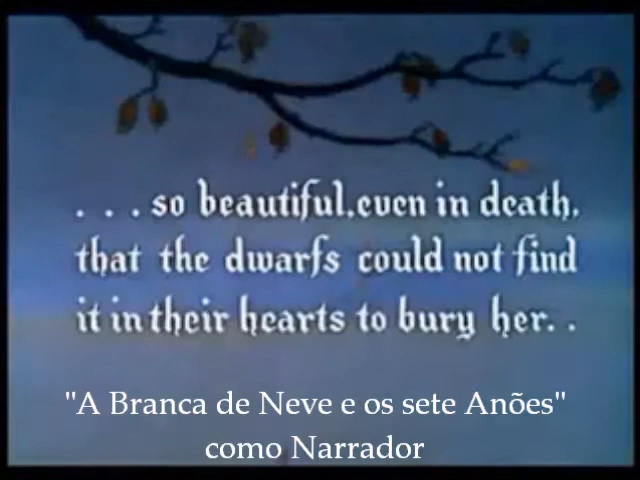 . . . so beautiful, even in death,
that the dwarfs could not find
it in their hearts to bury her. .
"A Branca de Neve e os sete Anões"
como Narrador